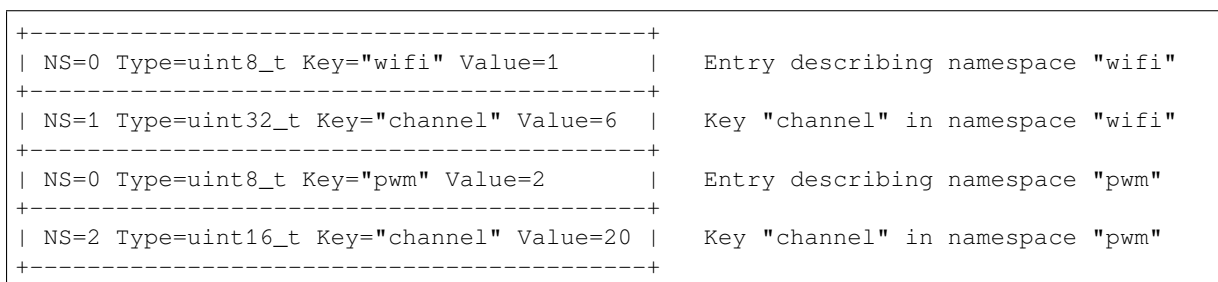 +-------------------------------------------+
| NS=0 Type=uint8_t Key="wifi" Value=1      |   Entry describing namespace "wifi"
+-------------------------------------------+
| NS=1 Type=uint32_t Key="channel" Value=6  |   Key "channel" in namespace "wifi"
+-------------------------------------------+
| NS=0 Type=uint8_t Key="pwm" Value=2       |   Entry describing namespace "pwm"
+-------------------------------------------+
| NS=2 Type=uint16_t Key="channel" Value=20 |   Key "channel" in namespace "pwm"
+-------------------------------------------+